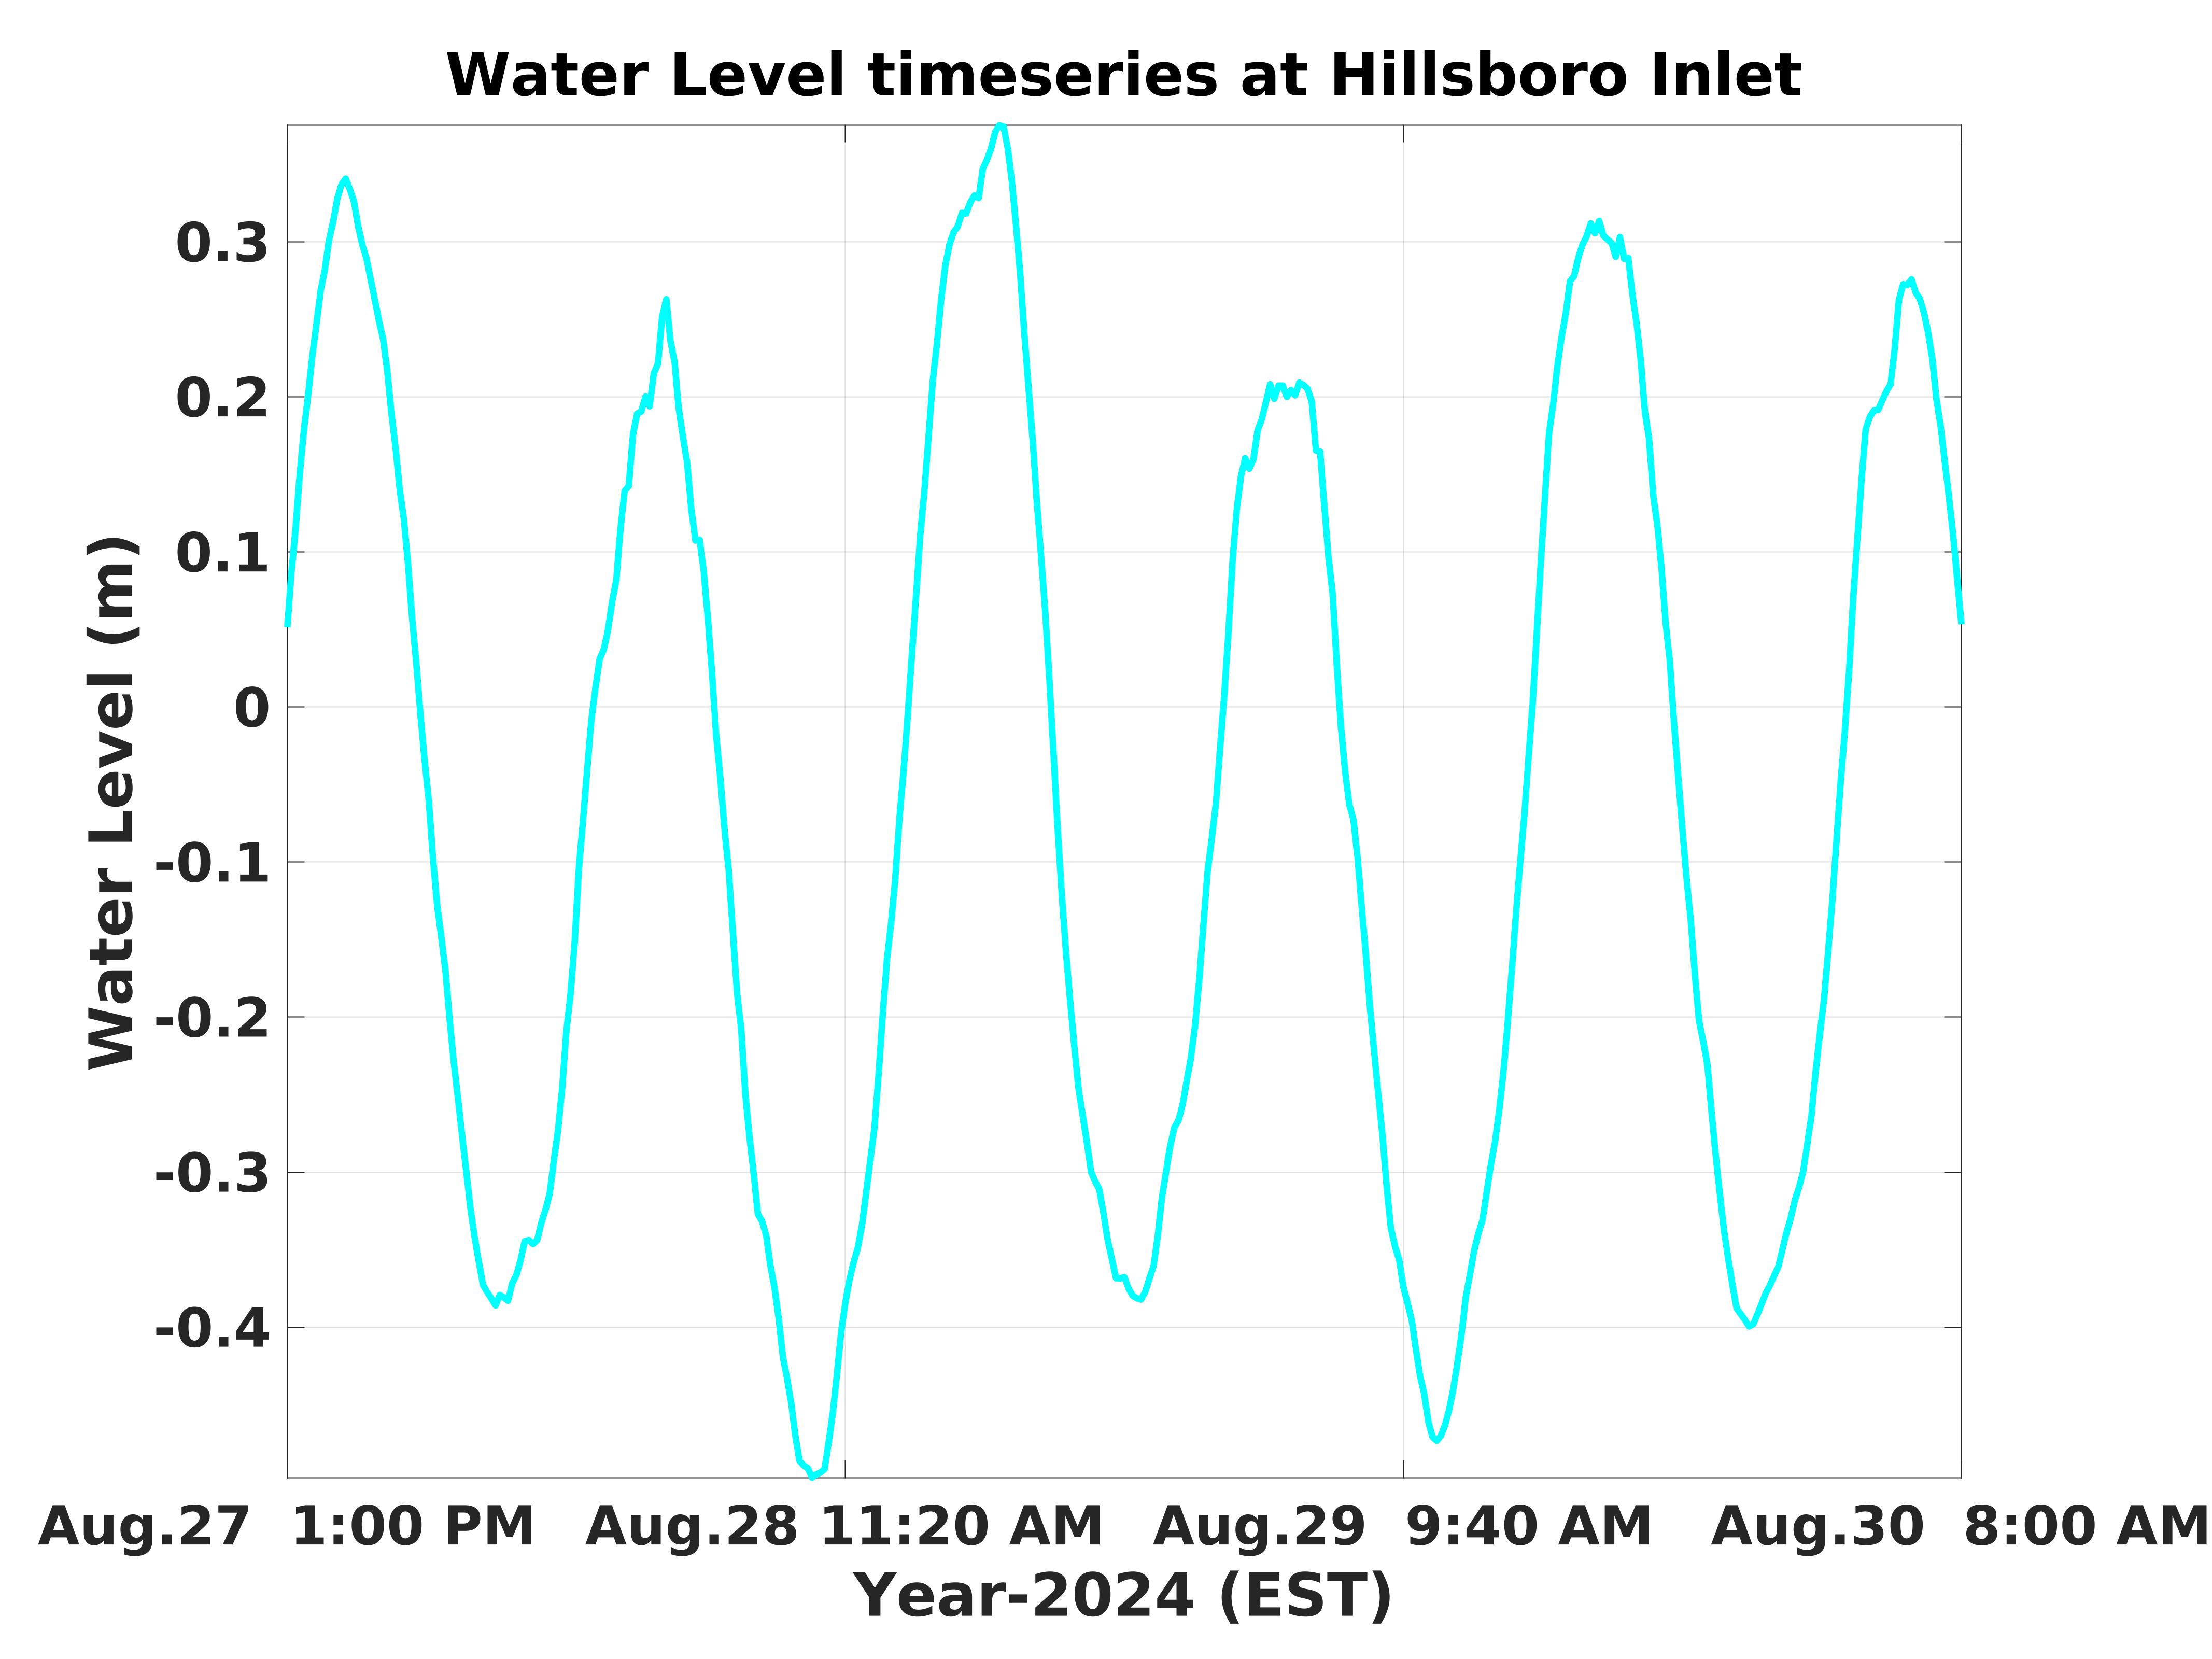 Water Level timeseries at Hillsboro Inlet
Water Level (m)
0.3
0.2
0.1
0
-0.1
-0.2
-0.3
-0.4
Aug.27 1:00 PM Aug.28 11:20 AM Aug.29 9:40 AM Aug.30 8:00 AM
Year-2024 (EST)